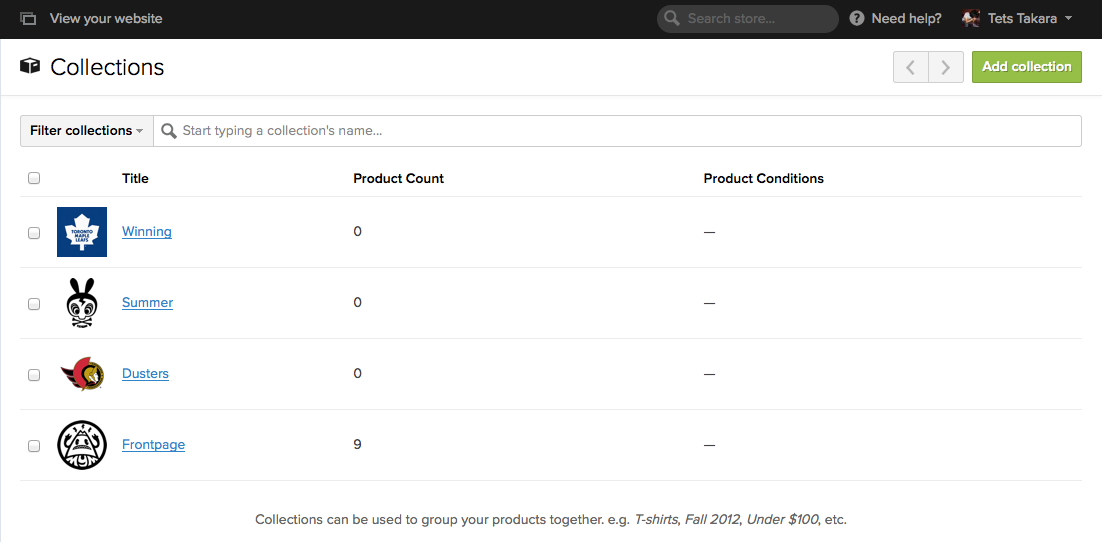 View your website
Search store...
Need help?
Tets Takara
Collections
Add collection
Filter collections
Start typing a collection's name...
Title Product Count Product Conditions
TORONTO
MAPLE
LEAFS
Winning 0 —
Summer 0 —
Dusters 0 —
Frontpage 9 —
Collections can be used to group your products together. e.g. T-shirts, Fall 2012, Under $100, etc.